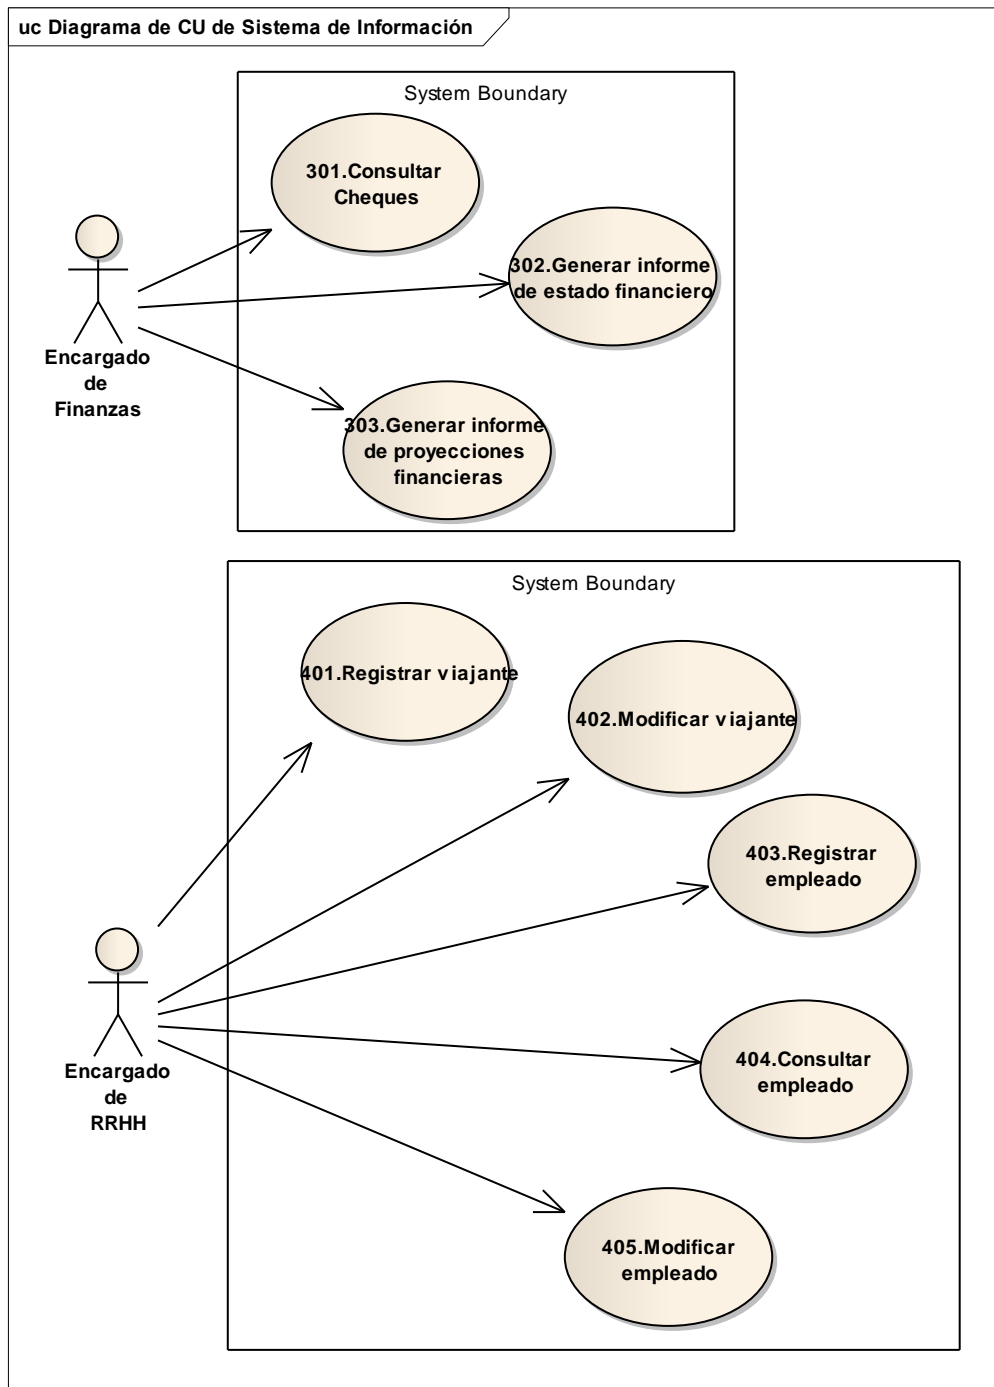 uc Diagrama de CU de Sistema de Información
System Boundary
301.Consultar
Cheques
302.Generar informe
de estado financiero
303.Generar informe
de proyecciones
financieras
Encargado
de
Finanzas
System Boundary
401.Registrar viajante
402.Modificar viajante
403.Registrar
empleado
404.Consultar
empleado
405.Modificar
empleado
Encargado
de
RRHH